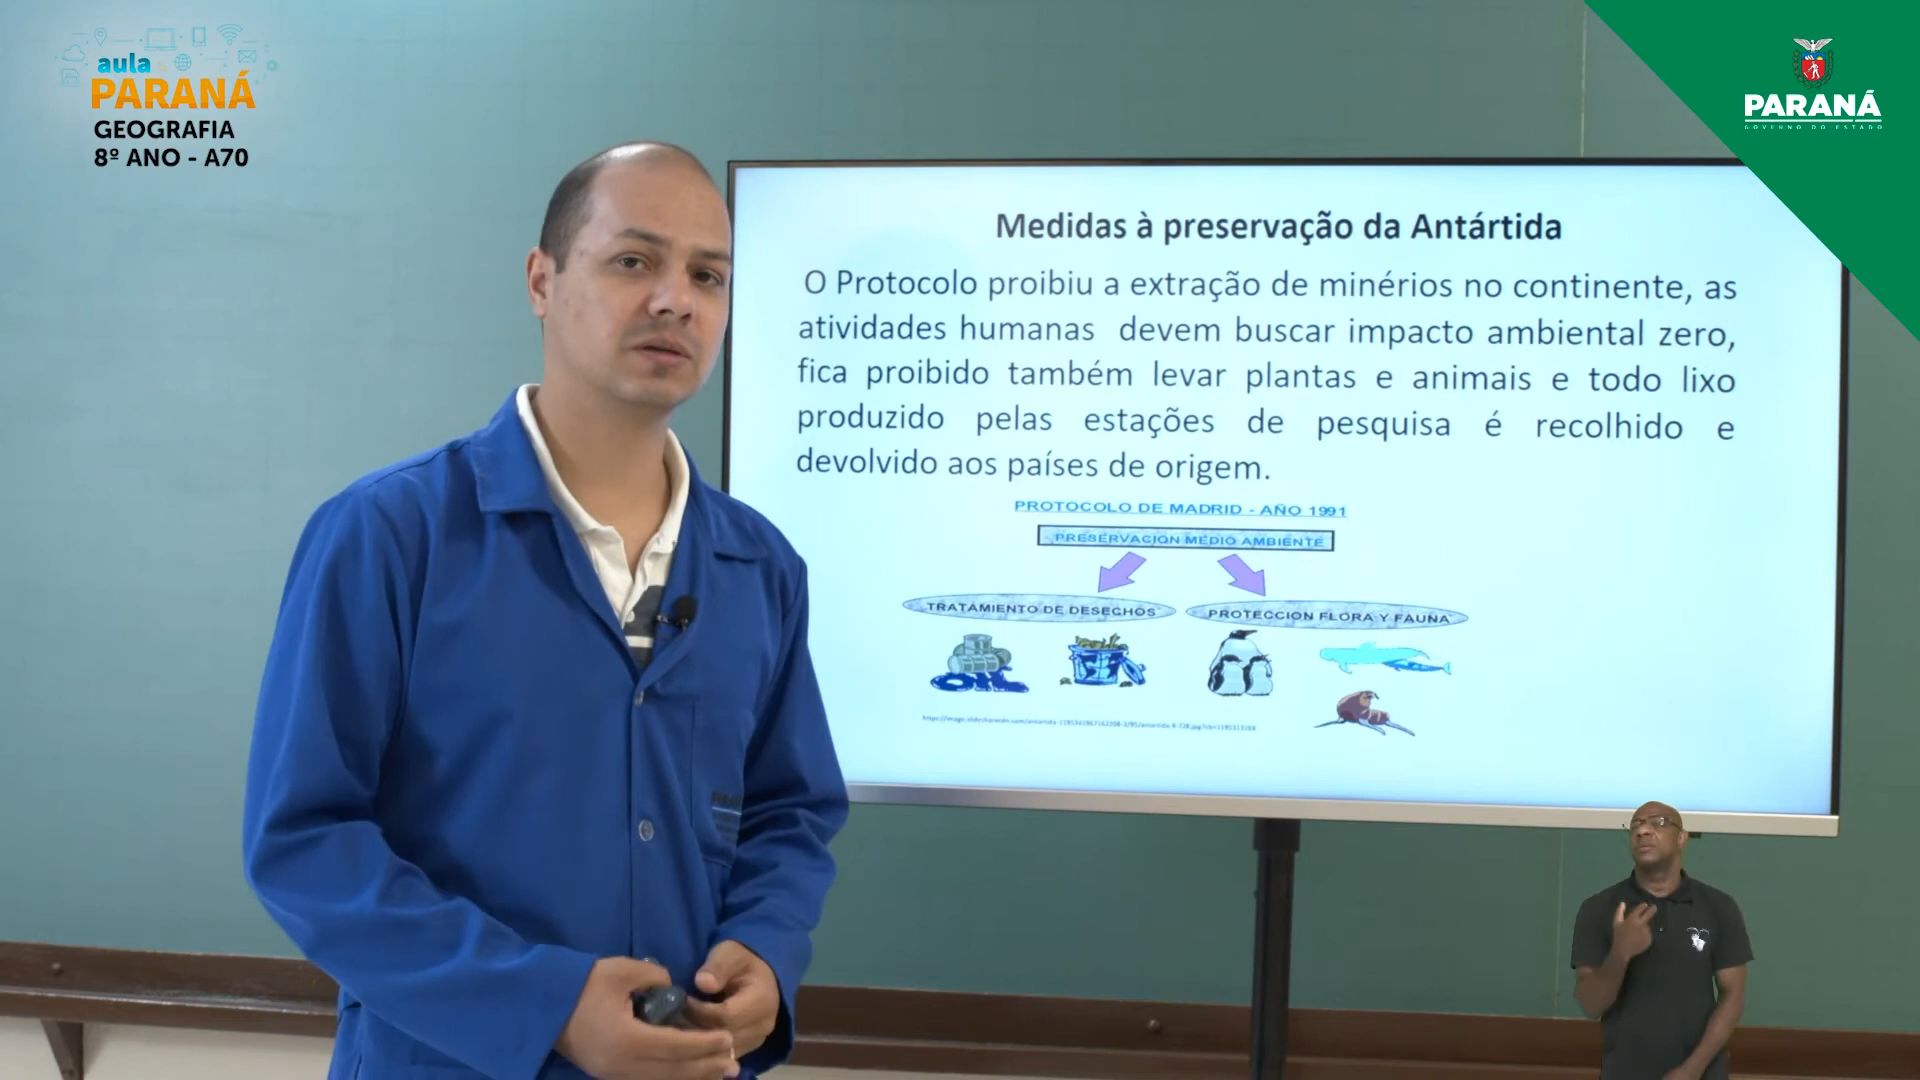 aula
PARANÁ
GEOGRAFIA
8º ANO - A70
PARANÁ
GOVERNO DO ESTADO
Medidas à preservação da Antártida
O Protocolo proibiu a extração de minérios no continente, as
atividades humanas devem buscar impacto ambiental zero,
fica proibido também levar plantas e animais e todo lixo
produzido pelas estações de pesquisa é recolhido e
devolvido aos países de origem.
PROTOCOLO DE MADRID - AÑO 1991
PRESERVACION MEDIO AMBIENTE
TRATAMIENTO DE DESECHOS
PROTECCION FLORA Y FAUNA
OIL